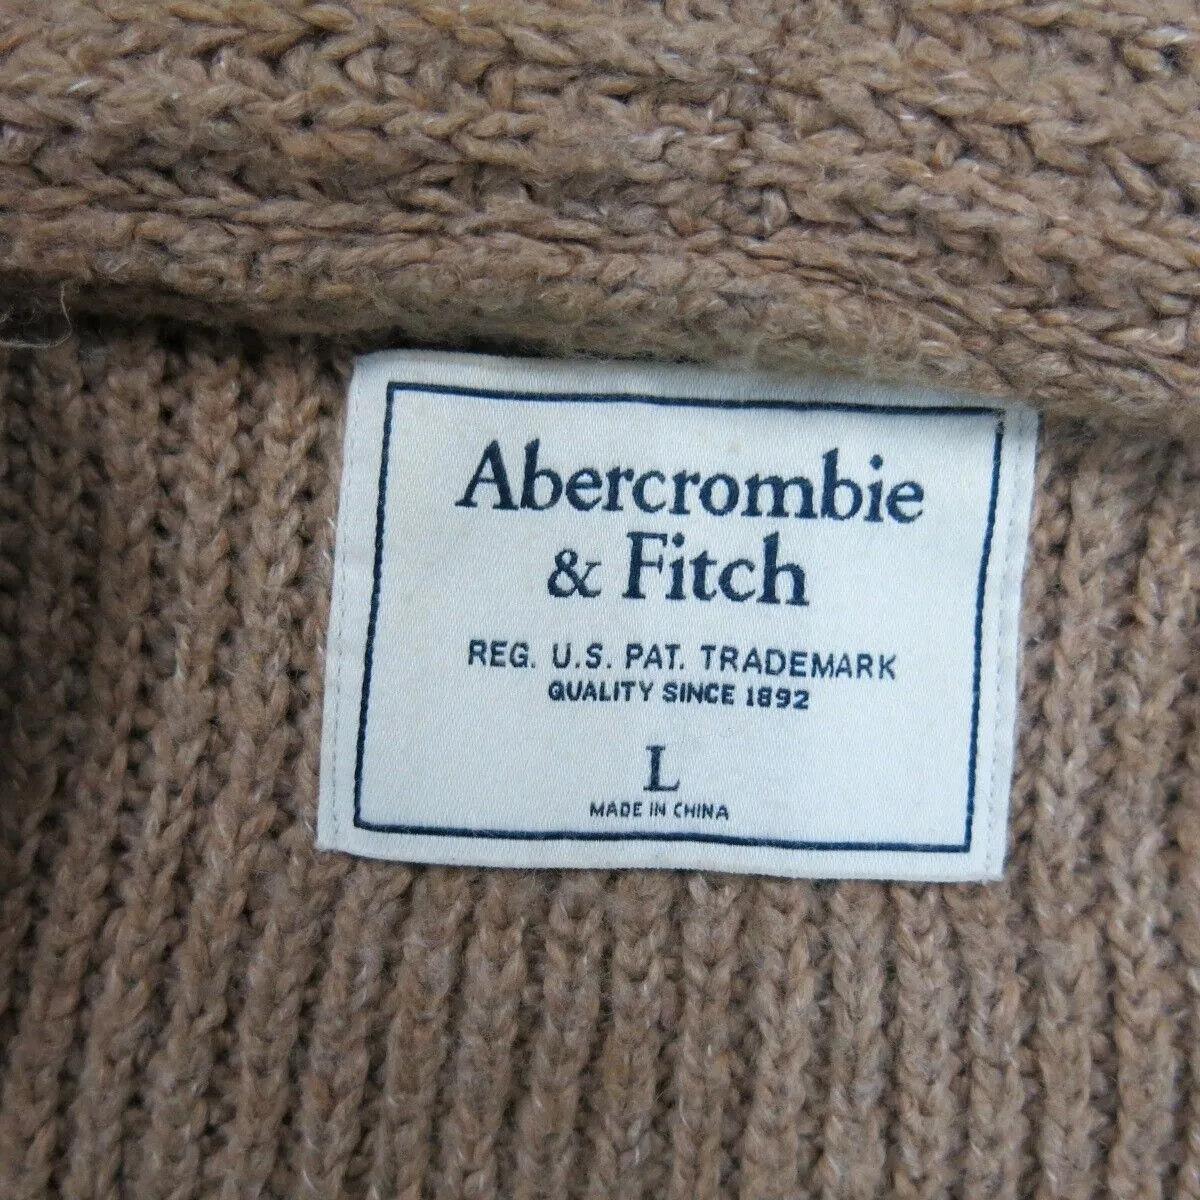 Abercrombie
& Fitch
REG. U.S. PAT. TRADEMARK
QUALITY SINCE 1892
L
MADE IN CHINA